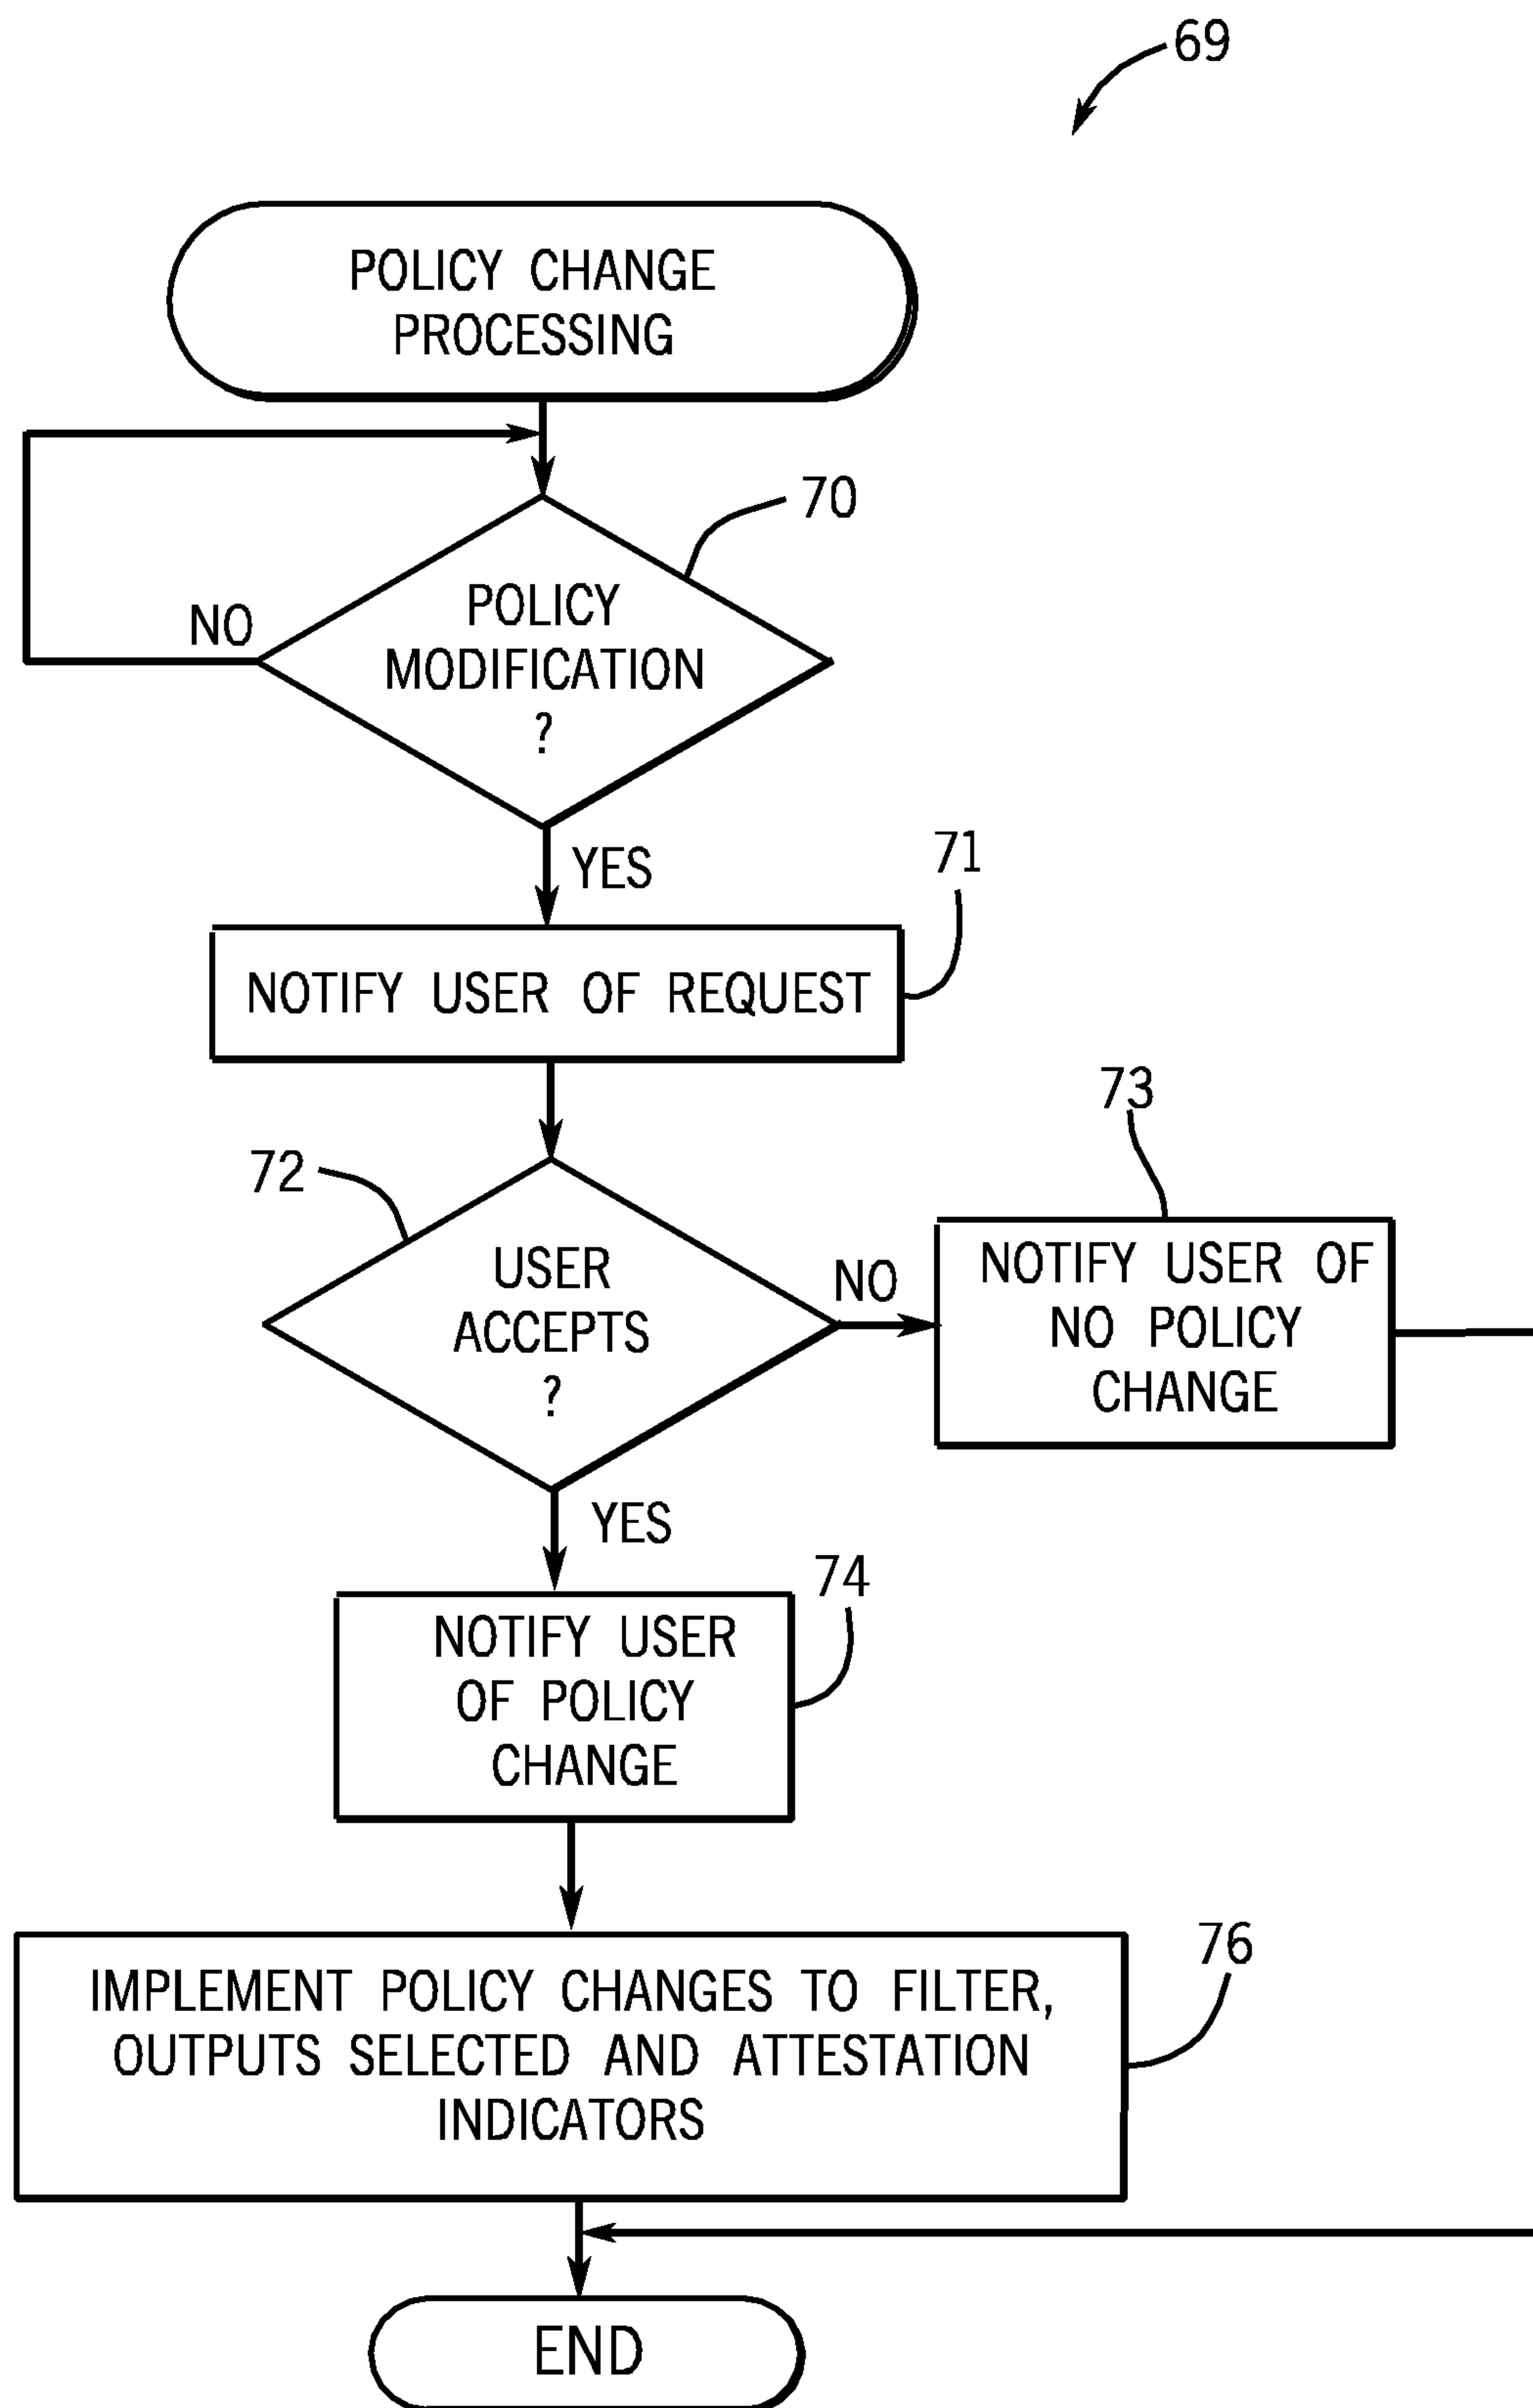 69
POLICY CHANGE
PROCESSING
70
POLICY
MODIFICATION
?
NO
YES
71
NOTIFY USER OF REQUEST
72
USER
ACCEPTS
?
NO
73
NOTIFY USER OF
NO POLICY
CHANGE
YES
74
NOTIFY USER
OF POLICY
CHANGE
76
IMPLEMENT POLICY CHANGES TO FILTER,
OUTPUTS SELECTED AND ATTESTATION
INDICATORS
END